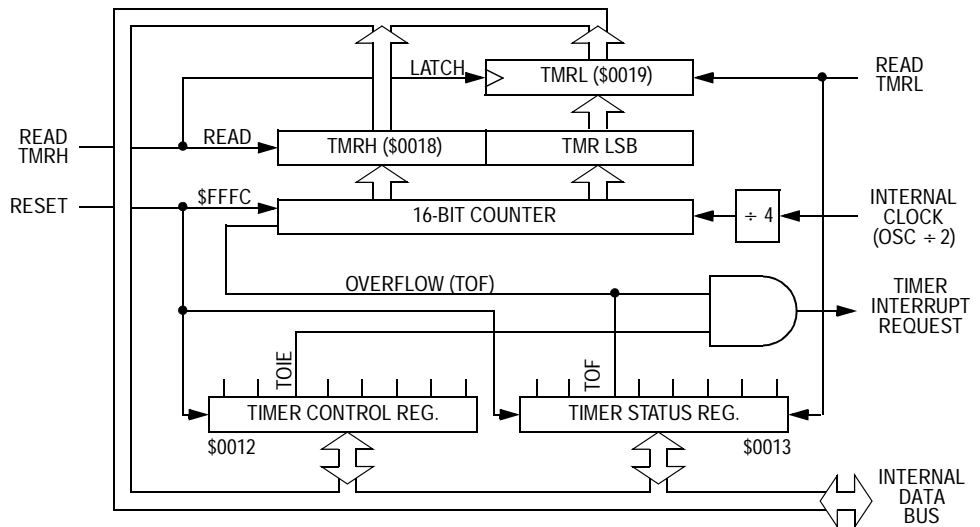 LATCH
TMRL ($0019)
READ
TMRL
READ
TMRH
READ
TMRH ($0018)
TMR LSB
RESET
$FFFC
16-BIT COUNTER
÷ 4
INTERNAL
CLOCK
(OSC ÷ 2)
OVERFLOW (TOF)
TIMER
INTERRUPT
REQUEST
TOIE
TOF
TIMER CONTROL REG.
TIMER STATUS REG.
$0012
$0013
INTERNAL
DATA
BUS